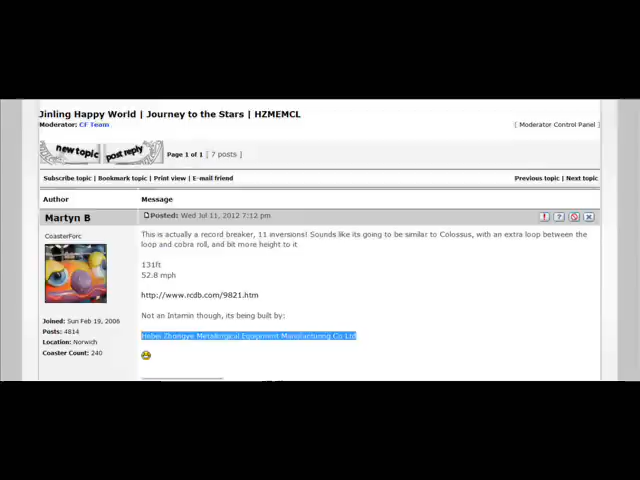 Jinling Happy World | Journey to the Stars | HZMEMCL
Moderator: CF Team
[ Moderator Control Panel ]
new topic post reply Page 1 of 1 [ 7 posts ]
Subscribe topic | Bookmark topic | Print view | E-mail friend
Previous topic | Next topic
Author Message
Martyn B
Posted: Wed Jul 11, 2012 7:12 pm
CoasterForc
This is actually a record breaker, 11 inversions! Sounds like its going to be similar to Colossus, with an extra loop between the
loop and cobra roll, and bit more height to it
131ft
52.8 mph
http://www.rcdb.com/9821.htm
Not an Intamin though, its being built by:
Hebei Zhongye Metallurgical Equipment Manufacturing Co Ltd
Joined: Sun Feb 19, 2006
Posts: 4814
Location: Norwich
Coaster Count: 240